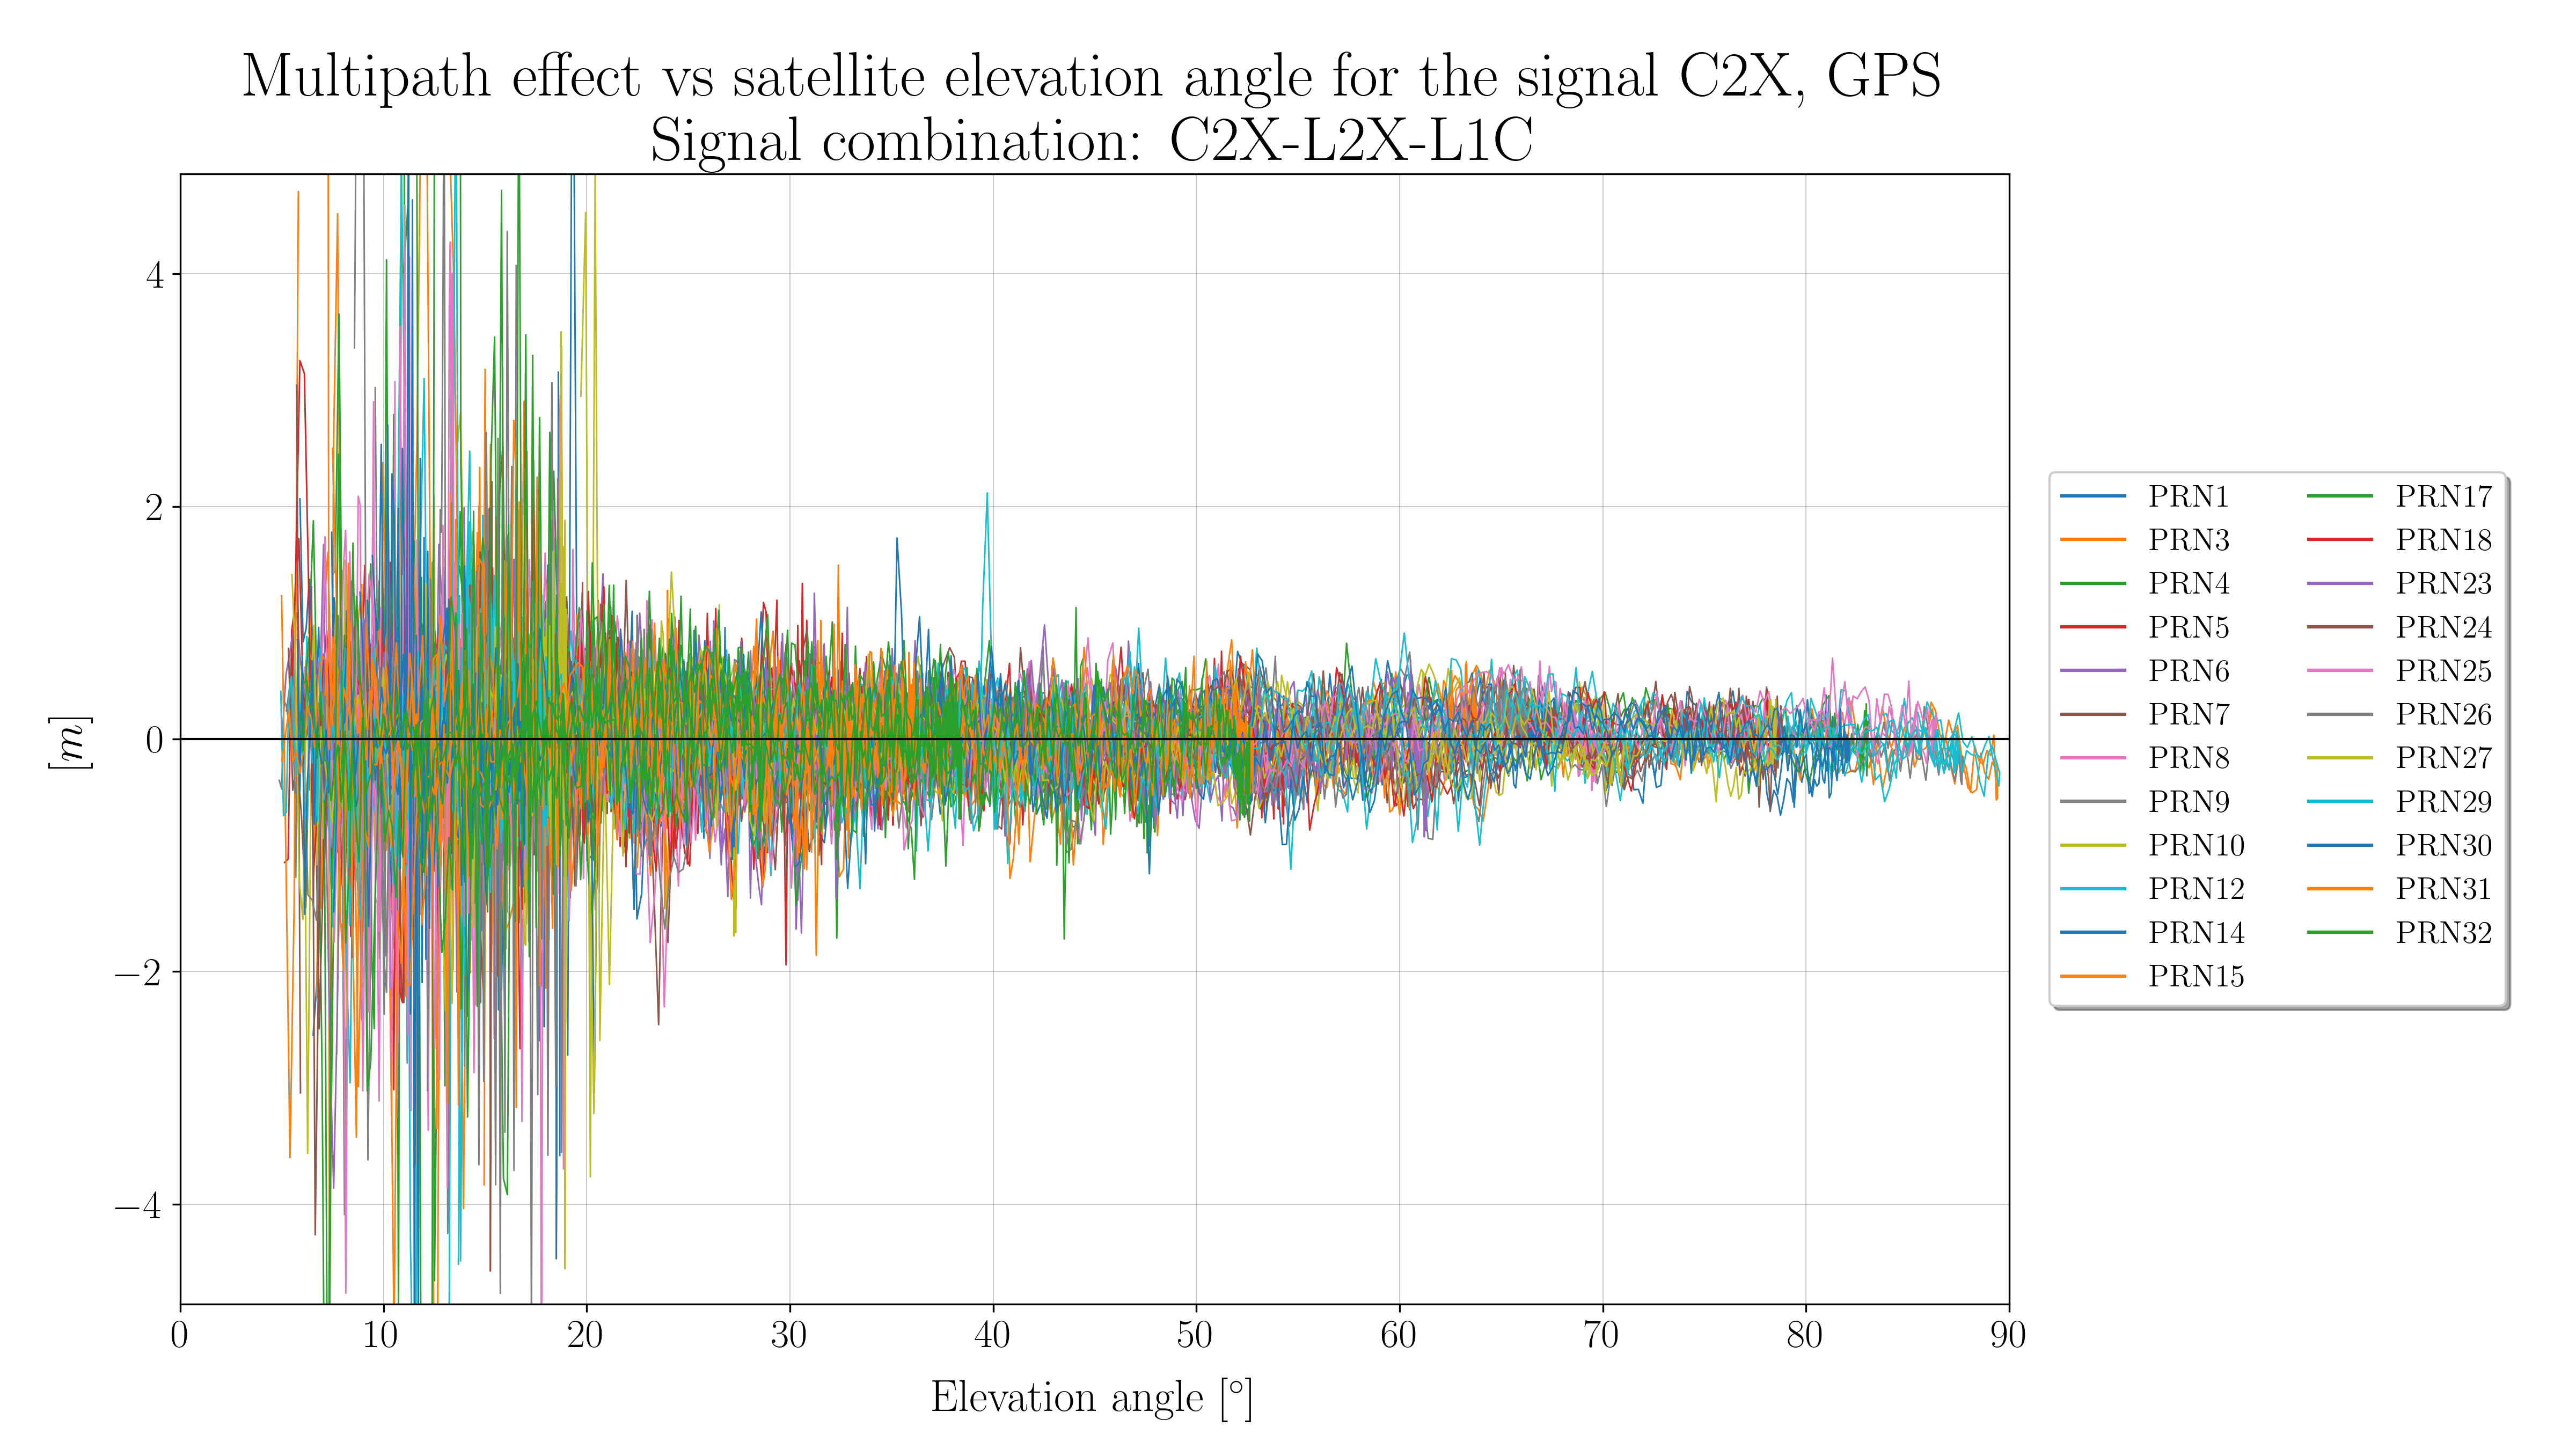 Multipath effect vs satellite elevation angle for the signal C2X, GPS
Signal combination: C2X-L2X-L1C
[m]
4
2
0
−2
−4
0 10 20 30 40 50 60 70 80 90
Elevation angle [°]
PRN1
PRN3
PRN4
PRN5
PRN6
PRN7
PRN8
PRN9
PRN10
PRN12
PRN14
PRN15
PRN17
PRN18
PRN23
PRN24
PRN25
PRN26
PRN27
PRN29
PRN30
PRN31
PRN32